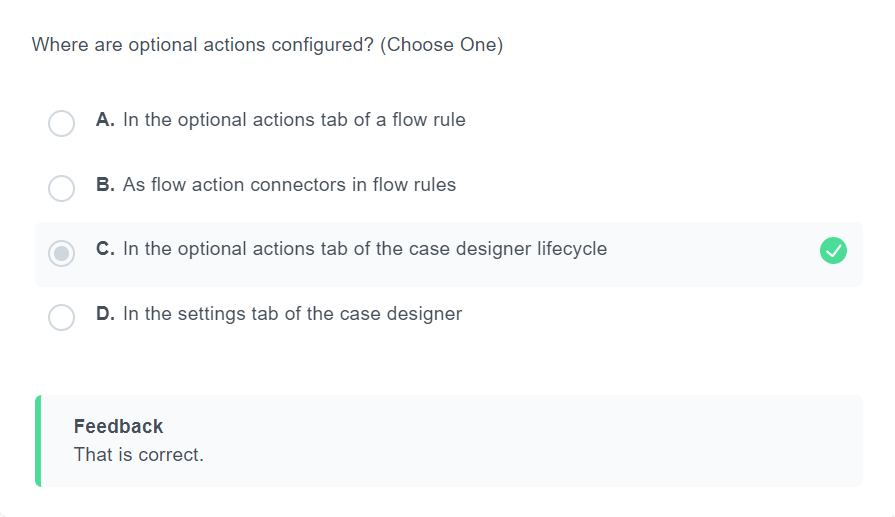 Where are optional actions configured? (Choose One)
A. In the optional actions tab of a flow rule
B. As flow action connectors in flow rules
C. In the optional actions tab of the case designer lifecycle
D. In the settings tab of the case designer
Feedback
That is correct.